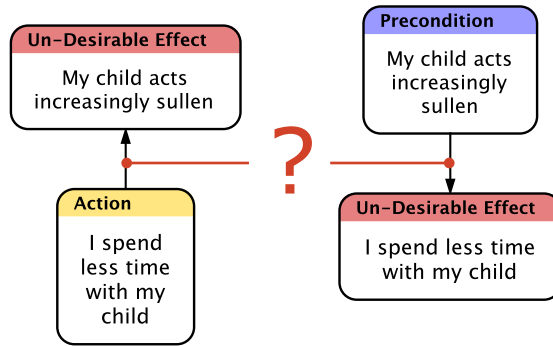 Un-Desirable Effect
My child acts
increasingly sullen
Action
I spend
less time
with my
child
?
Precondition
My child acts
increasingly
sullen
Un-Desirable Effect
I spend less time
with my child